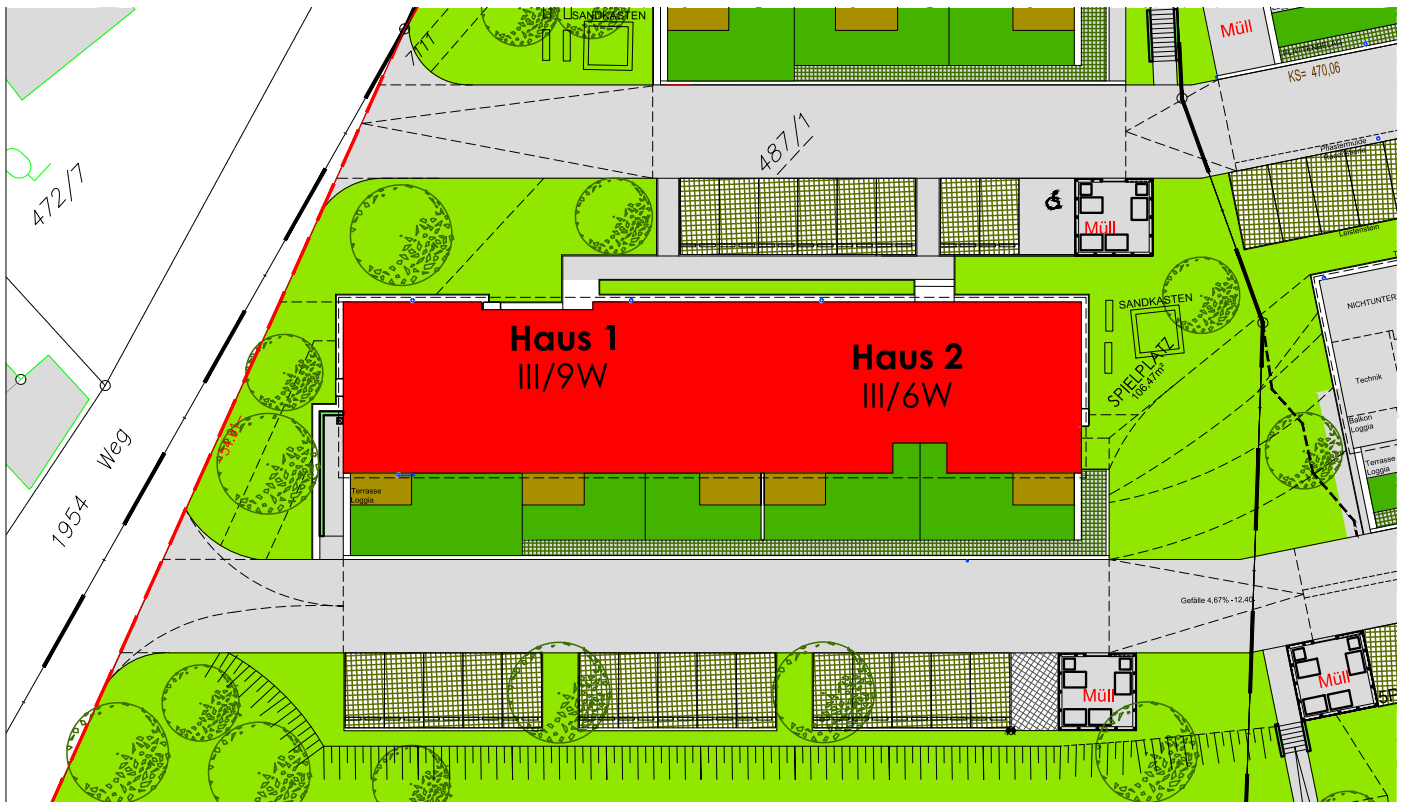 SANDKASTEN
7111
Müll
KS= 470,06
487/1
472/7
Pflastermulde
Leistenstein
Müll
SANDKASTEN
NICHTUNTER
SPIELPLATZ
106,47m²
Haus 1
III/9W
Haus 2
III/6W
Technik
Balkon
Loggia
Terrasse
Loggia
Terrasse
Loggia
1954 Weg
Gefälle 4,67% -12,40
Müll
Müll